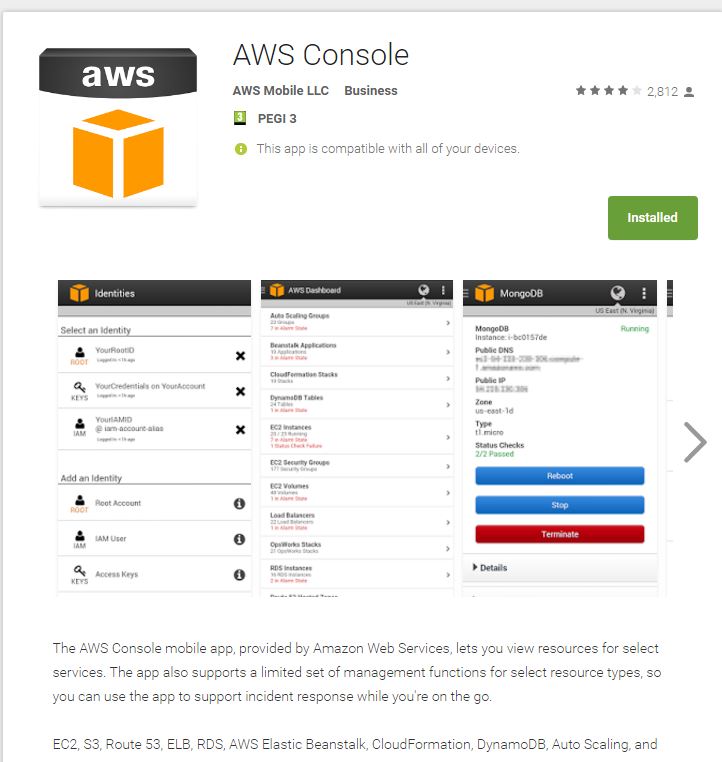 aws
AWS Console
AWS Mobile LLC Business
2,812
3 PEGI 3
This app is compatible with all of your devices.
Installed
Identities
Select an Identity
YourRootID
ROOT
Logged In: < 1h ago
YourCredentials on YourAccount
KEYS
Logged In: < 1h ago
YourIAMID
@ iam-account-alias
IAM
Logged In: < 1h ago
Add an Identity
Root Account
ROOT
IAM User
IAM
Access Keys
KEYS
AWS Dashboard
US East (N. Virginia)
Auto Scaling Groups
22 Groups
7 in Alarm State
Beanstalk Applications
19 Applications
3 in Alarm State
CloudFormation Stacks
19 Stacks
DynamoDB Tables
24 Tables
1 in Alarm State
EC2 Instances
25 / 25 Running
7 in Alarm State
1 Status Check Failure
EC2 Security Groups
177 Security Groups
EC2 Volumes
48 Volumes
1 in Alarm State
Load Balancers
22 Load Balancers
1 in Alarm State
OpsWorks Stacks
21 OpsWorks Stacks
RDS Instances
16 RDS Instances
2 in Alarm State
Route 53 Hosted Zones
MongoDB
US East (N. Virginia)
MongoDB Running
Instance: i-bc0157de
Public DNS
Public IP
Zone
us-east-1d
Type
t1.micro
Status Checks
2/2 Passed
Reboot
Stop
Terminate
Details
The AWS Console mobile app, provided by Amazon Web Services, lets you view resources for select
services. The app also supports a limited set of management functions for select resource types, so
you can use the app to support incident response while you're on the go.
EC2, S3, Route 53, ELB, RDS, AWS Elastic Beanstalk, CloudFormation, DynamoDB, Auto Scaling, and